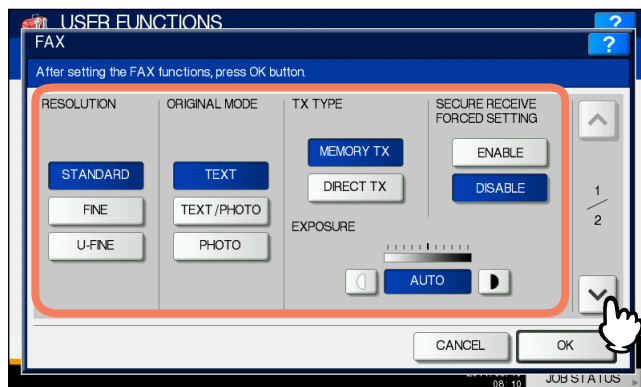 USER FUNCTIONS
?
FAX
?
After setting the FAX functions, press OK button.
RESOLUTION
STANDARD
FINE
U-FINE
ORIGINAL MODE
TEXT
TEXT/PHOTO
PHOTO
TX TYPE
MEMORY TX
DIRECT TX
SECURE RECEIVE
FORCED SETTING
ENABLE
DISABLE
EXPOSURE
AUTO
1
2
CANCEL
OK
08:10
JOB STATUS